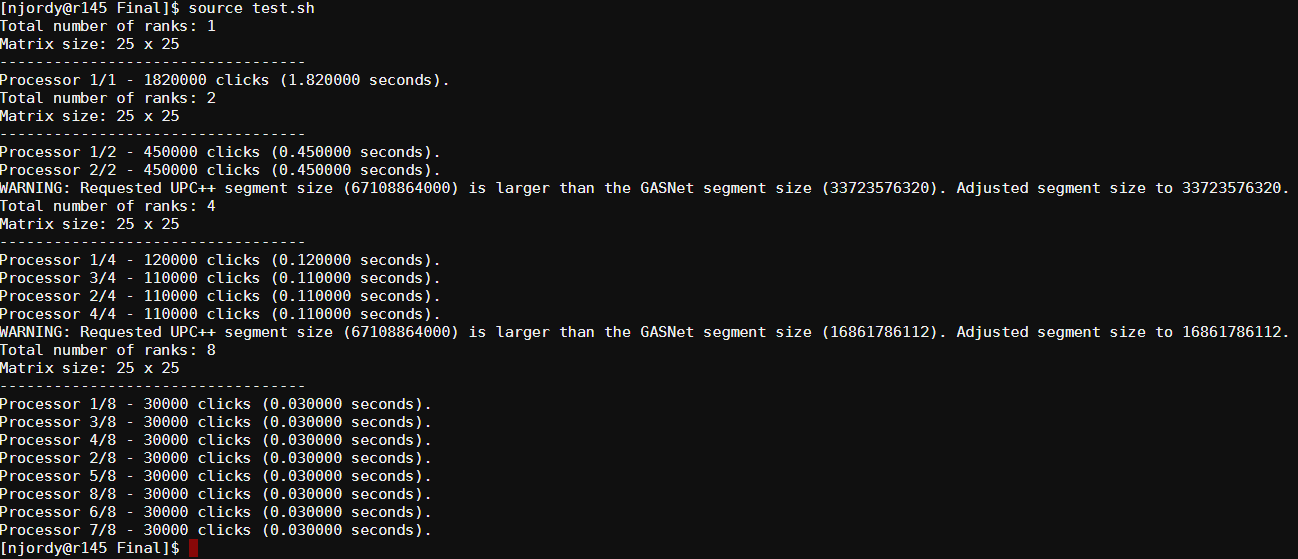 [njordy@r145 Final]$ source test.sh
Total number of ranks: 1
Matrix size: 25 x 25
----------------------------------
Processor 1/1 - 1820000 clicks (1.820000 seconds).
Total number of ranks: 2
Matrix size: 25 x 25
----------------------------------
Processor 1/2 - 450000 clicks (0.450000 seconds).
Processor 2/2 - 450000 clicks (0.450000 seconds).
WARNING: Requested UPC++ segment size (67108864000) is larger than the GASNet segment size (33723576320). Adjusted segment size to 33723576320.
Total number of ranks: 4
Matrix size: 25 x 25
----------------------------------
Processor 1/4 - 120000 clicks (0.120000 seconds).
Processor 3/4 - 110000 clicks (0.110000 seconds).
Processor 2/4 - 110000 clicks (0.110000 seconds).
Processor 4/4 - 110000 clicks (0.110000 seconds).
WARNING: Requested UPC++ segment size (67108864000) is larger than the GASNet segment size (16861786112). Adjusted segment size to 16861786112.
Total number of ranks: 8
Matrix size: 25 x 25
----------------------------------
Processor 1/8 - 30000 clicks (0.030000 seconds).
Processor 3/8 - 30000 clicks (0.030000 seconds).
Processor 4/8 - 30000 clicks (0.030000 seconds).
Processor 2/8 - 30000 clicks (0.030000 seconds).
Processor 5/8 - 30000 clicks (0.030000 seconds).
Processor 8/8 - 30000 clicks (0.030000 seconds).
Processor 6/8 - 30000 clicks (0.030000 seconds).
Processor 7/8 - 30000 clicks (0.030000 seconds).
[njordy@r145 Final]$